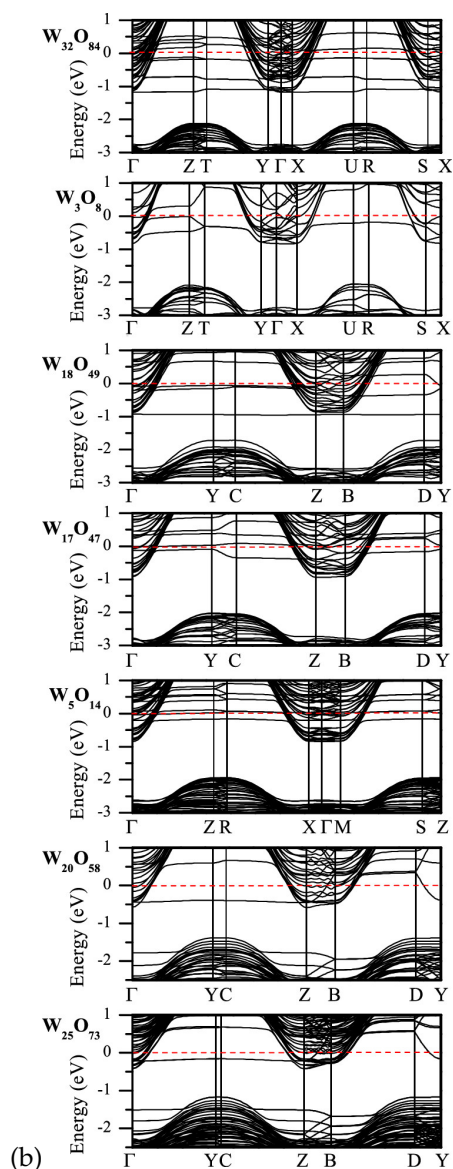 W32O84
Energy (eV)
1
0
-1
-2
-3
Γ Z T Y Γ X U R S X
W3O8
Energy (eV)
1
0
-1
-2
-3
Γ Z T Y Γ X U R S X
W18O49
Energy (eV)
1
0
-1
-2
-3
Γ Y C Z B D Y
W17O47
Energy (eV)
1
0
-1
-2
-3
Γ Y C Z B D Y
W5O14
Energy (eV)
1
0
-1
-2
-3
Γ Z R X Γ M S Z
W20O58
Energy (eV)
1
0
-1
-2
Γ Y C Z B D Y
W25O73
Energy (eV)
1
0
-1
-2
Γ Y C Z B D Y
(b)